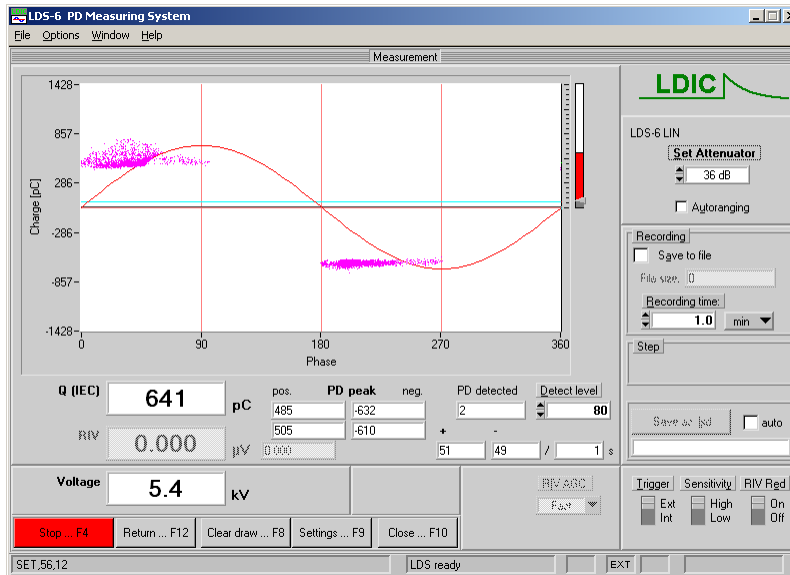 LDS-6 PD Measuring System
File Options Window Help
Measurement
1428
857
286
-286
-857
-1428
Charge [pC]
0 90 180 270 360
Phase
LDIC
LDS-6 LIN
Set Attenuator
36 dB
Autoranging
Recording
Save to file
File size, 0
Recording time:
1.0 min
Step
auto
Q (IEC) 641 pC
RIV 0.000 µV
pos. PD peak neg.
485 -632
505 -610
0.000
PD detected
2
Detect level
80
+ -
51 49 / 1 s
Voltage 5.4 kV
RIV AGC
Fast
Trigger Sensitivity RIV Red
Ext High On
Int Low Off
Stop ... F4 Return ... F12 Clear draw ... F8 Settings ... F9 Close ... F10
SET,56,12 LDS ready EXT